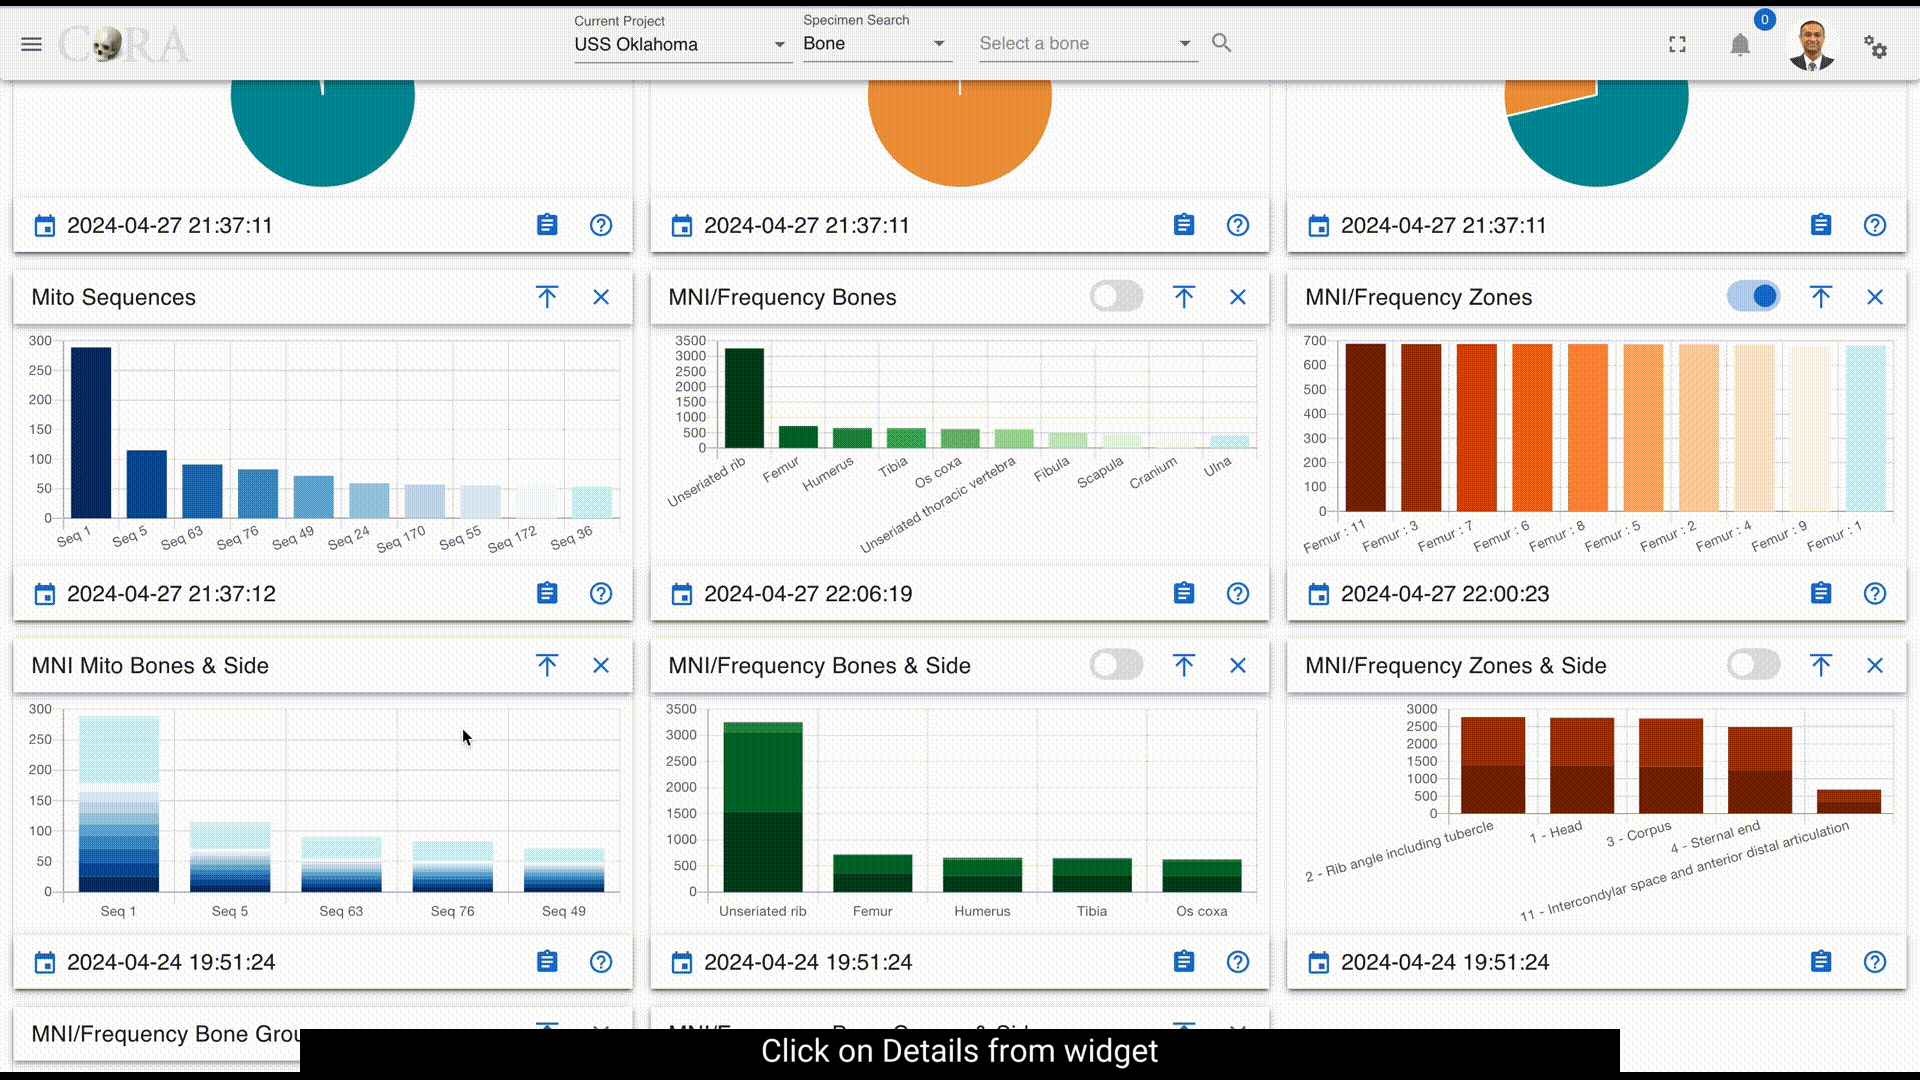 CORA
Current Project
USS Oklahoma
Specimen Search
Bone
Select a bone
0
2024-04-27 21:37:11
2024-04-27 21:37:11
2024-04-27 21:37:11
Mito Sequences
300
250
200
150
100
50
0
Seq 1
Seq 5
Seq 63
Seq 76
Seq 49
Seq 24
Seq 170
Seq 55
Seq 172
Seq 36
2024-04-27 21:37:12
MNI/Frequency Bones
3500
3000
2500
2000
1500
1000
500
0
Unseriated rib
Femur
Humerus
Tibia
Os coxa
Unseriated thoracic vertebra
Fibula
Scapula
Cranium
Ulna
2024-04-27 22:06:19
MNI/Frequency Zones
700
600
500
400
300
200
100
0
Femur : 11
Femur : 3
Femur : 7
Femur : 6
Femur : 8
Femur : 5
Femur : 2
Femur : 4
Femur : 9
Femur : 1
2024-04-27 22:00:23
MNI Mito Bones & Side
300
250
200
150
100
50
0
Seq 1
Seq 5
Seq 63
Seq 76
Seq 49
2024-04-24 19:51:24
MNI/Frequency Bones & Side
3500
3000
2500
2000
1500
1000
500
0
Unseriated rib
Femur
Humerus
Tibia
Os coxa
2024-04-24 19:51:24
MNI/Frequency Zones & Side
3000
2500
2000
1500
1000
500
0
2 - Rib angle including tubercle
1 - Head
3 - Corpus
4 - Sternal end
11 - Intercondylar space and anterior distal articulation
2024-04-24 19:51:24
MNI/Frequency Bone Grou
Click on Details from widget